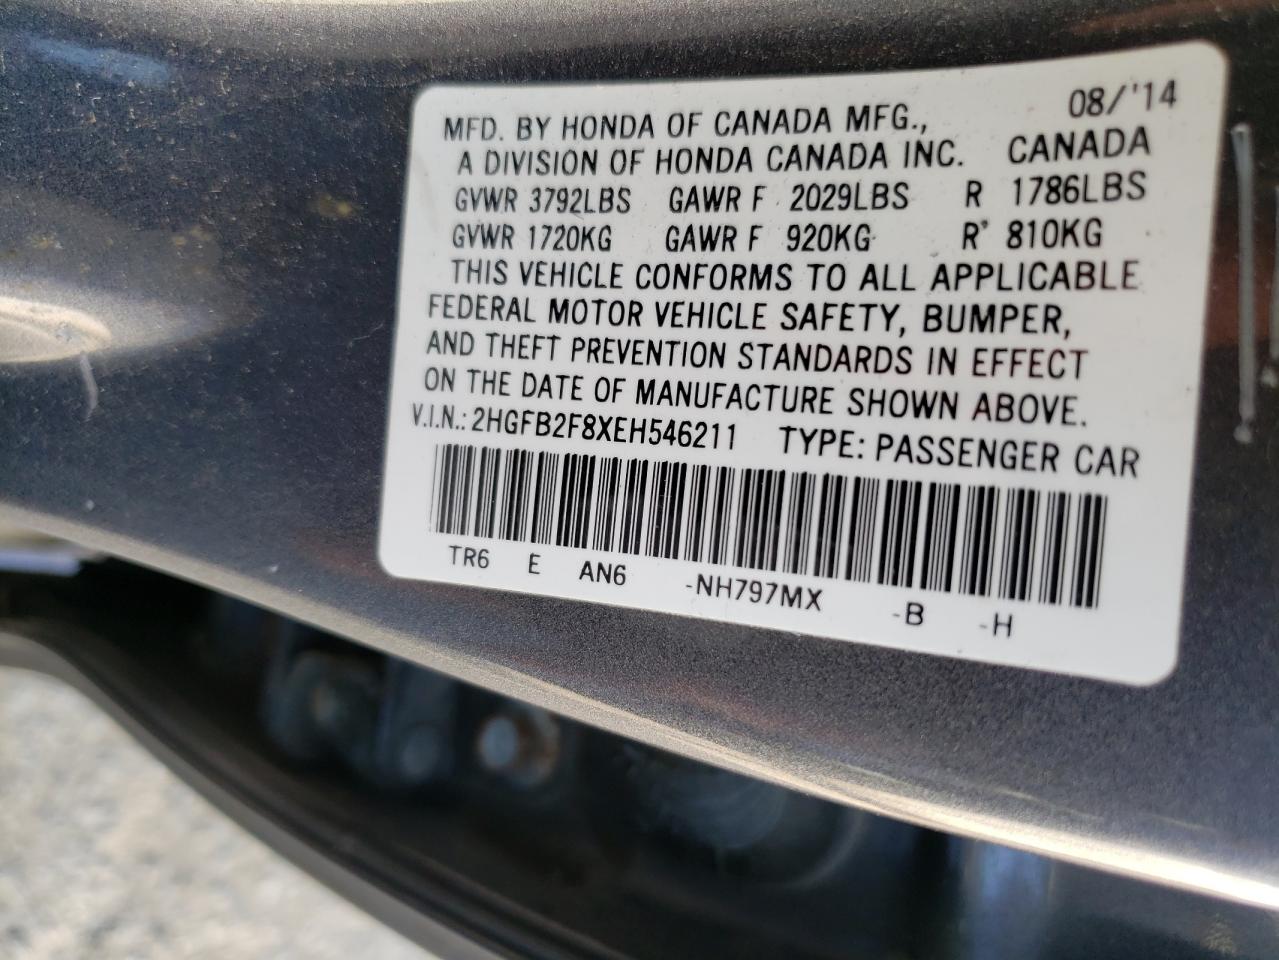 08/'14
MFD. BY HONDA OF CANADA MFG.,
A DIVISION OF HONDA CANADA INC. CANADA
GVWR 3792LBS GAWR F 2029LBS R 1786LBS
GVWR 1720KG GAWR F 920KG R 810KG
THIS VEHICLE CONFORMS TO ALL APPLICABLE
FEDERAL MOTOR VEHICLE SAFETY, BUMPER,
AND THEFT PREVENTION STANDARDS IN EFFECT
ON THE DATE OF MANUFACTURE SHOWN ABOVE.
V.I.N.: 2HGFB2F8XEH546211 TYPE: PASSENGER CAR
TR6 E AN6 -NH797MX -B -H